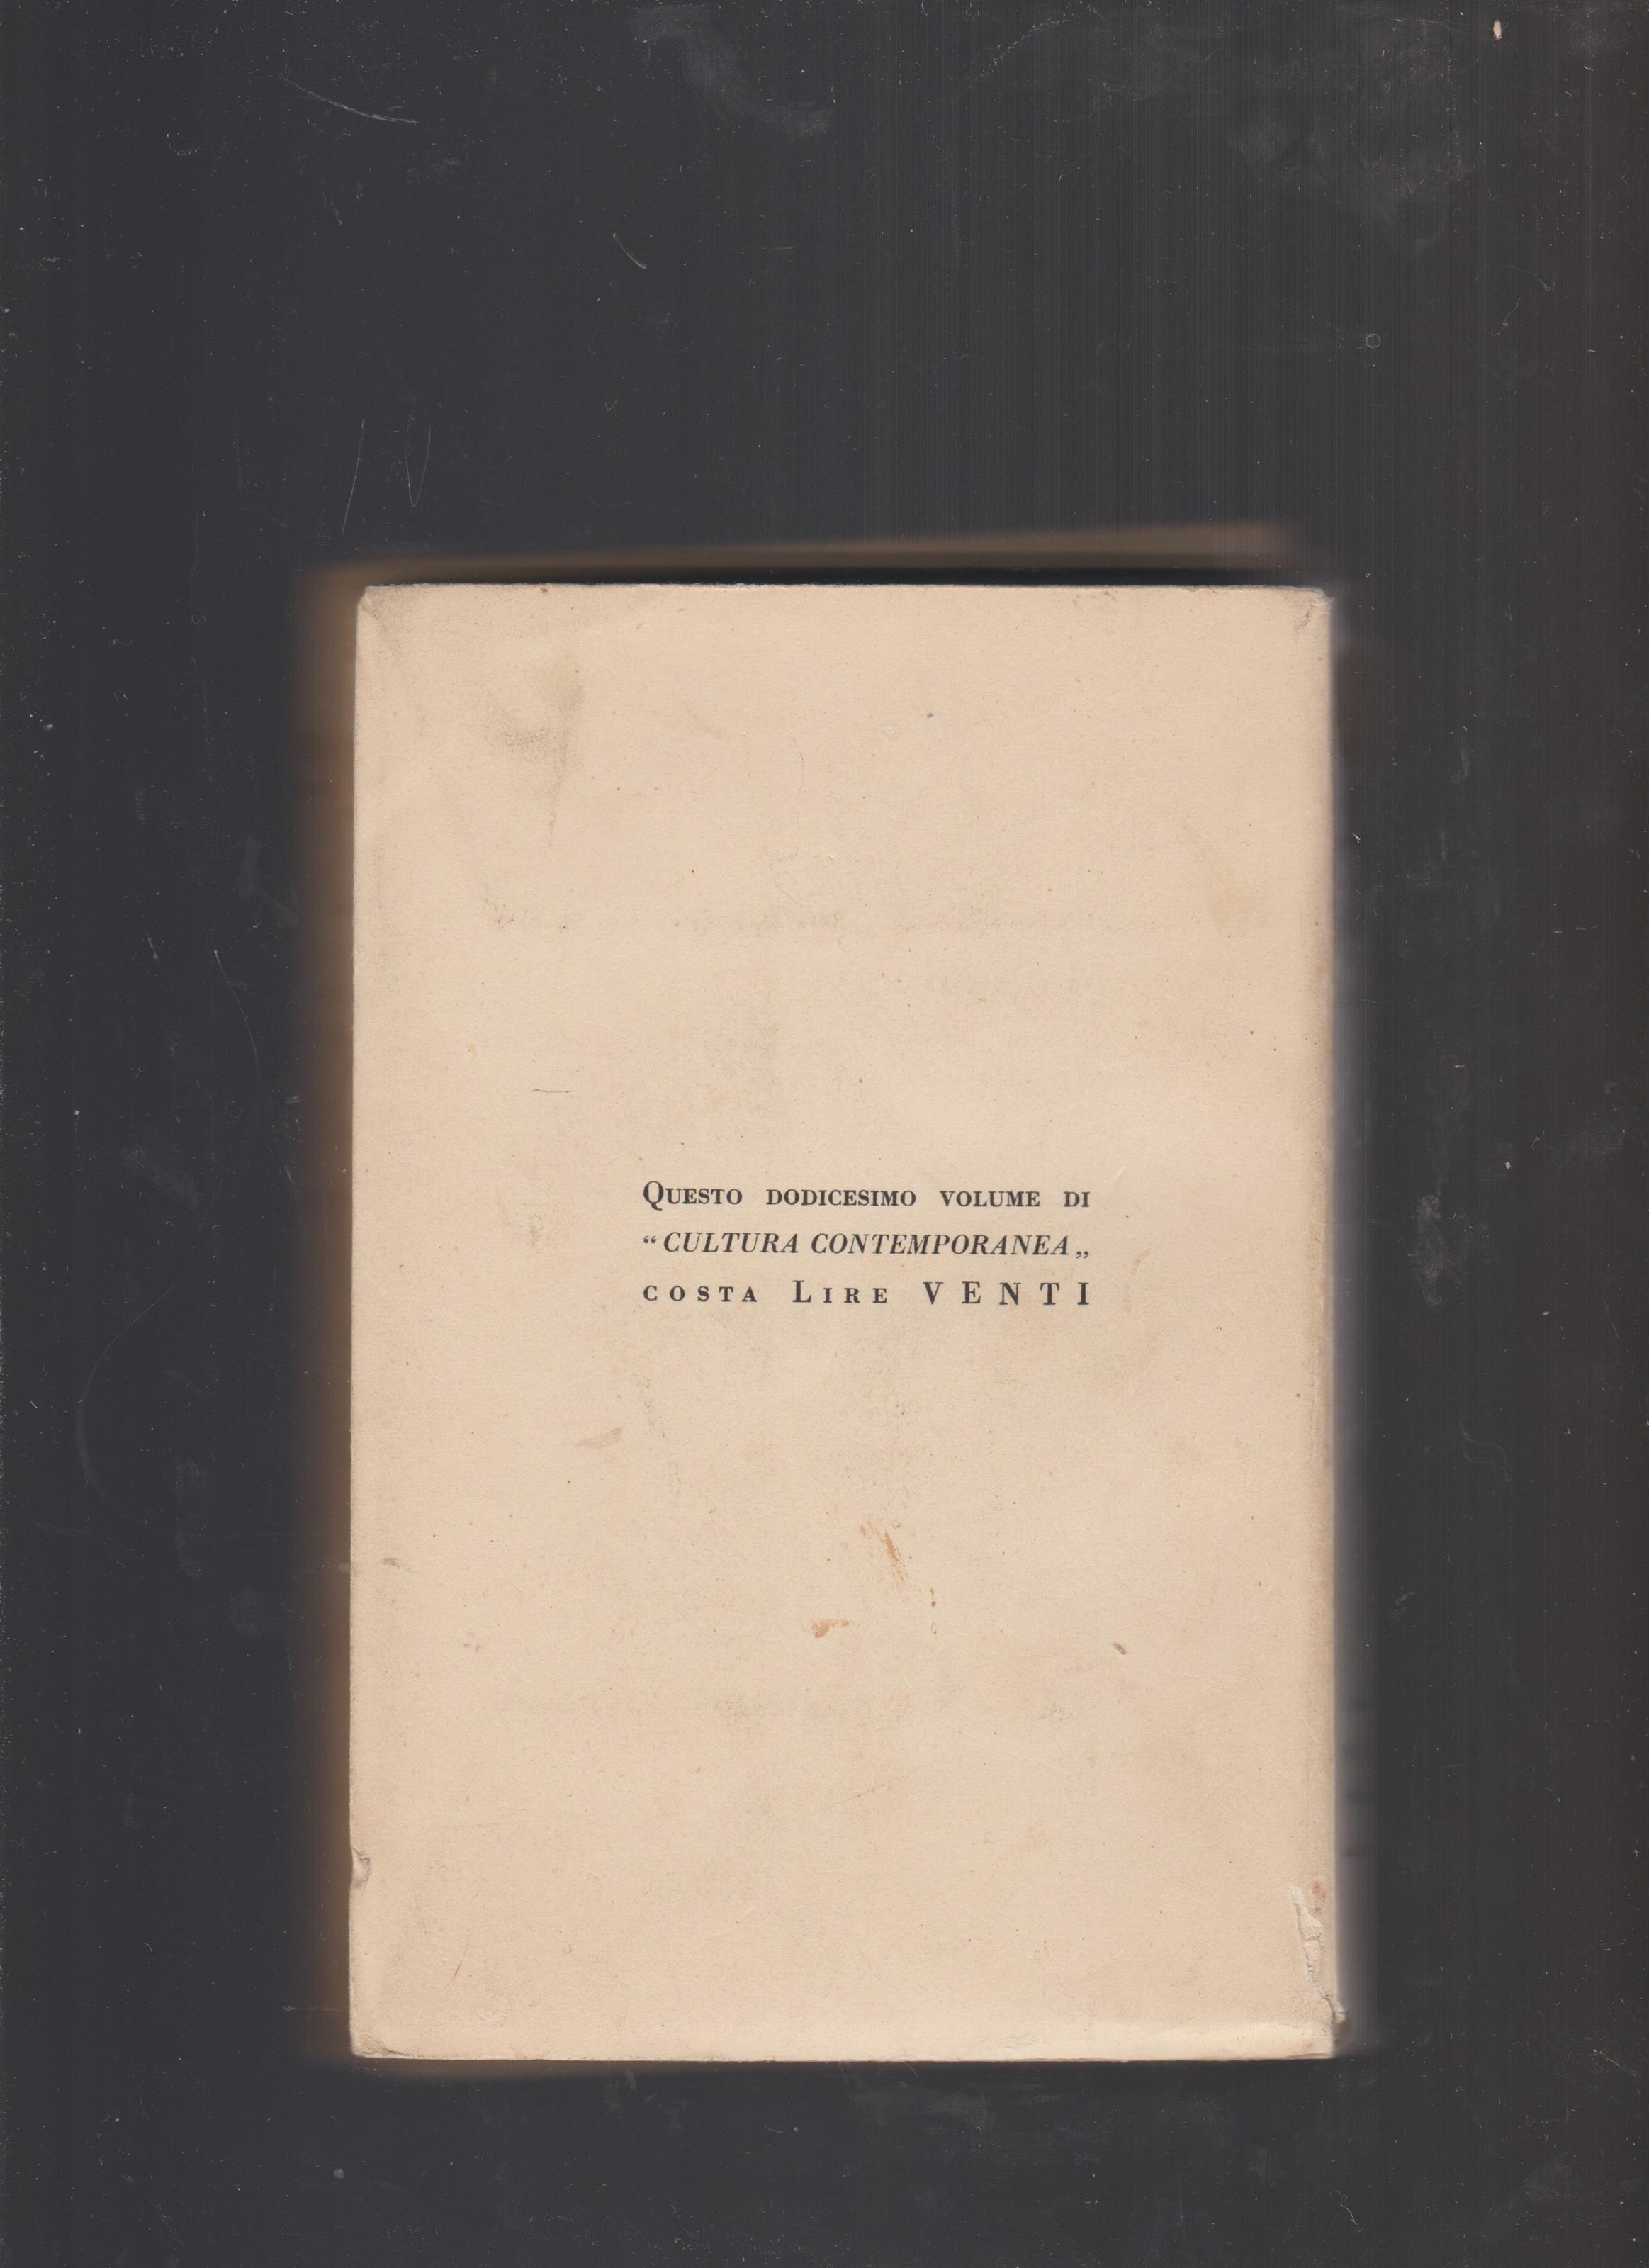 Questo dodicesimo volume di
“CULTURA CONTEMPORANEA„
costa Lire VENTI